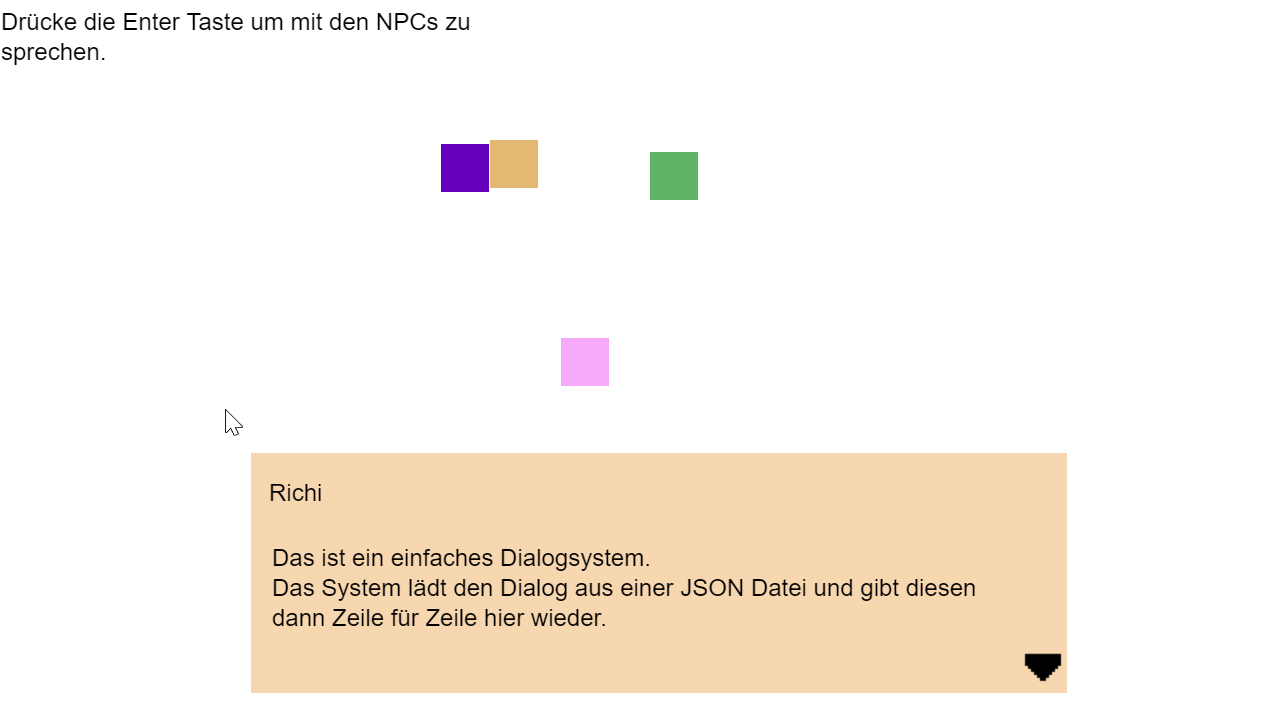 Drücke die Enter Taste um mit den NPCs zu
sprechen.
Richi
Das ist ein einfaches Dialogsystem.
Das System lädt den Dialog aus einer JSON Datei und gibt diesen
dann Zeile für Zeile hier wieder.